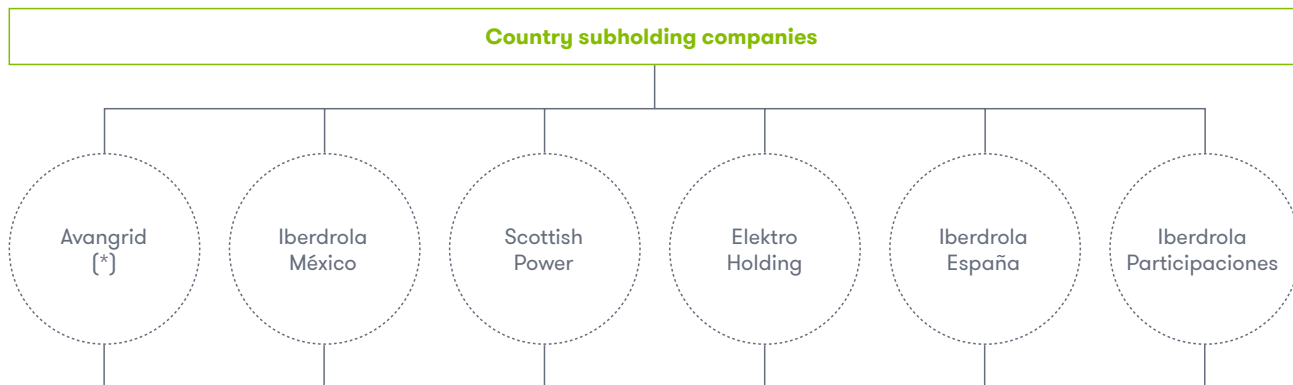 Country subholding companies
Avangrid
(*)
Iberdrola
México
Scottish
Power
Elektro
Holding
Iberdrola
España
Iberdrola
Participaciones